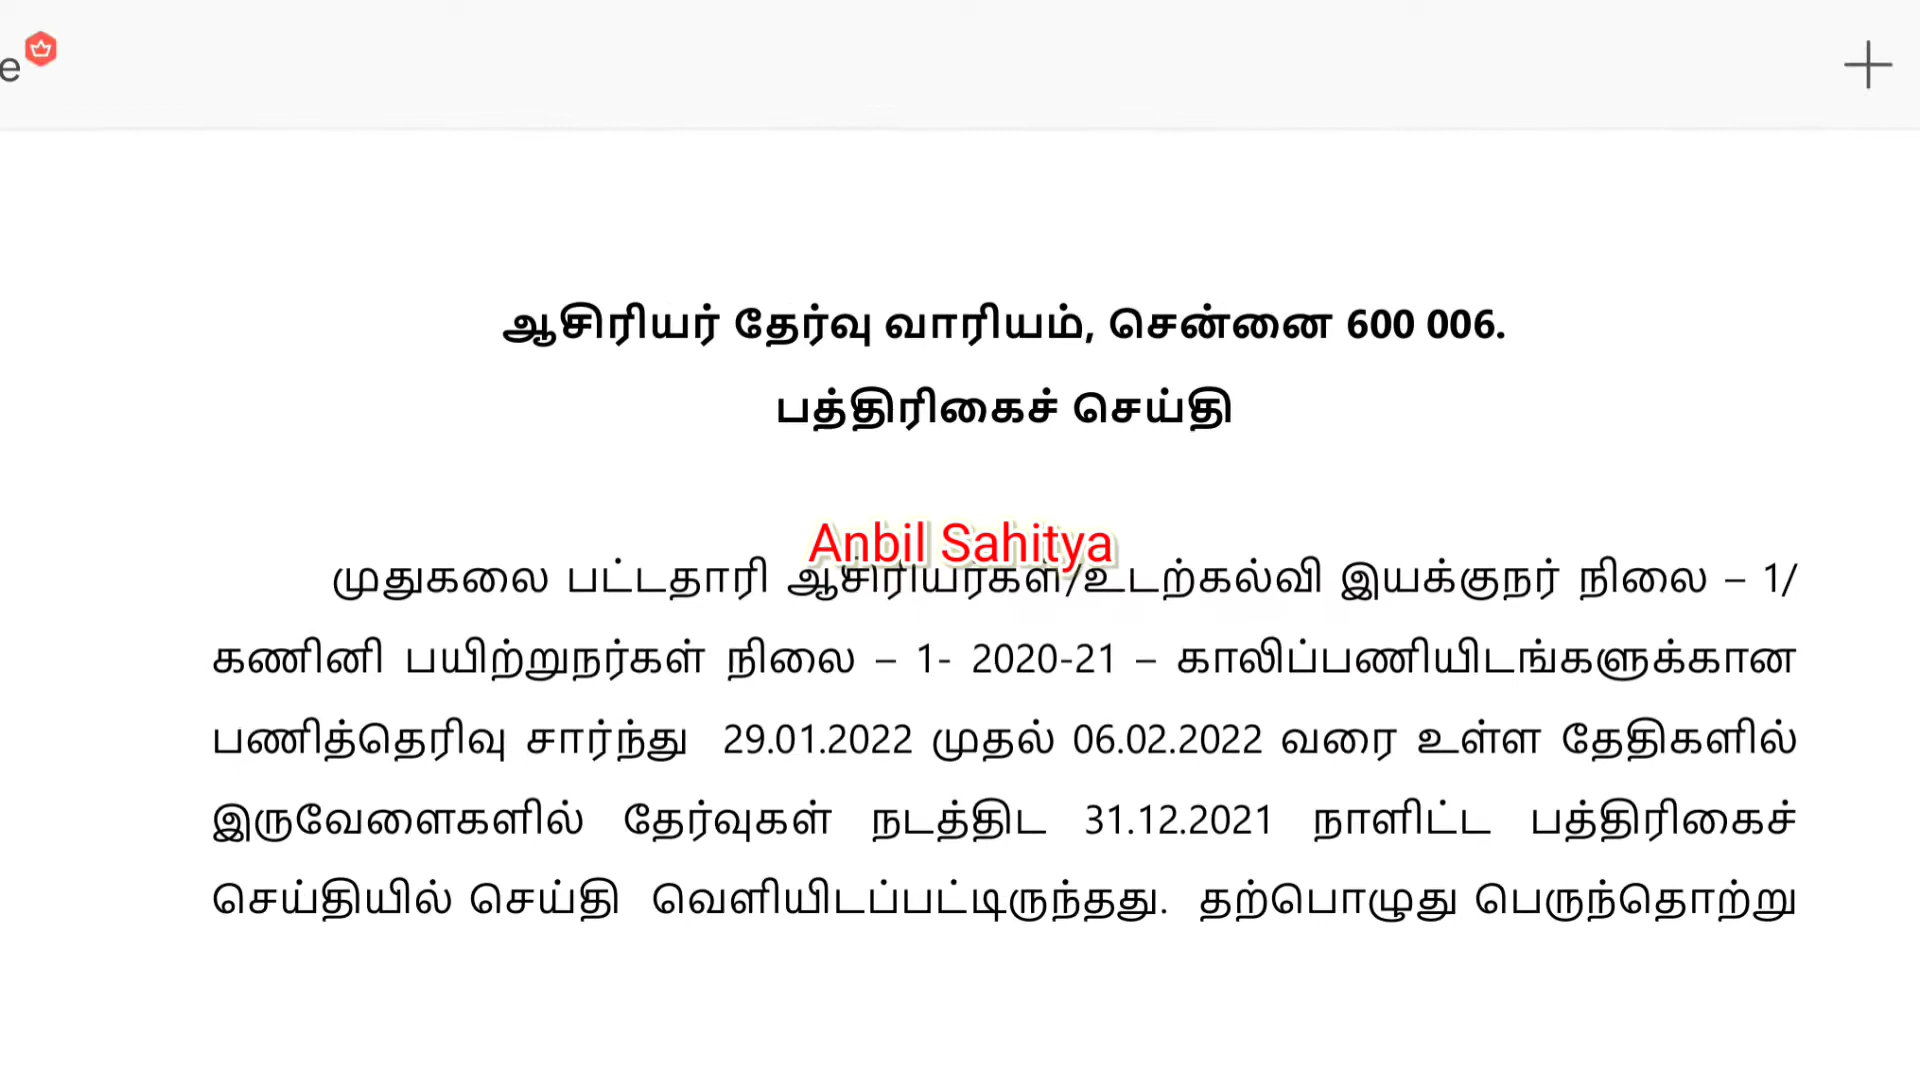 e
ஆசிரியர் தேர்வு வாரியம், சென்னை 600 006.
பத்திரிகைச் செய்தி
Anbil Sahitya
முதுகலை பட்டதாரி ஆசிரியர்கள்/உடற்கல்வி இயக்குநர் நிலை – 1/
கணினி பயிற்றுநர்கள் நிலை – 1- 2020-21 – காலிப்பணியிடங்களுக்கான
பணித்தெரிவு சார்ந்து 29.01.2022 முதல் 06.02.2022 வரை உள்ள தேதிகளில்
இருவேளைகளில் தேர்வுகள் நடத்திட 31.12.2021 நாளிட்ட பத்திரிகைச்
செய்தியில் செய்தி வெளியிடப்பட்டிருந்தது. தற்பொழுது பெருந்தொற்று